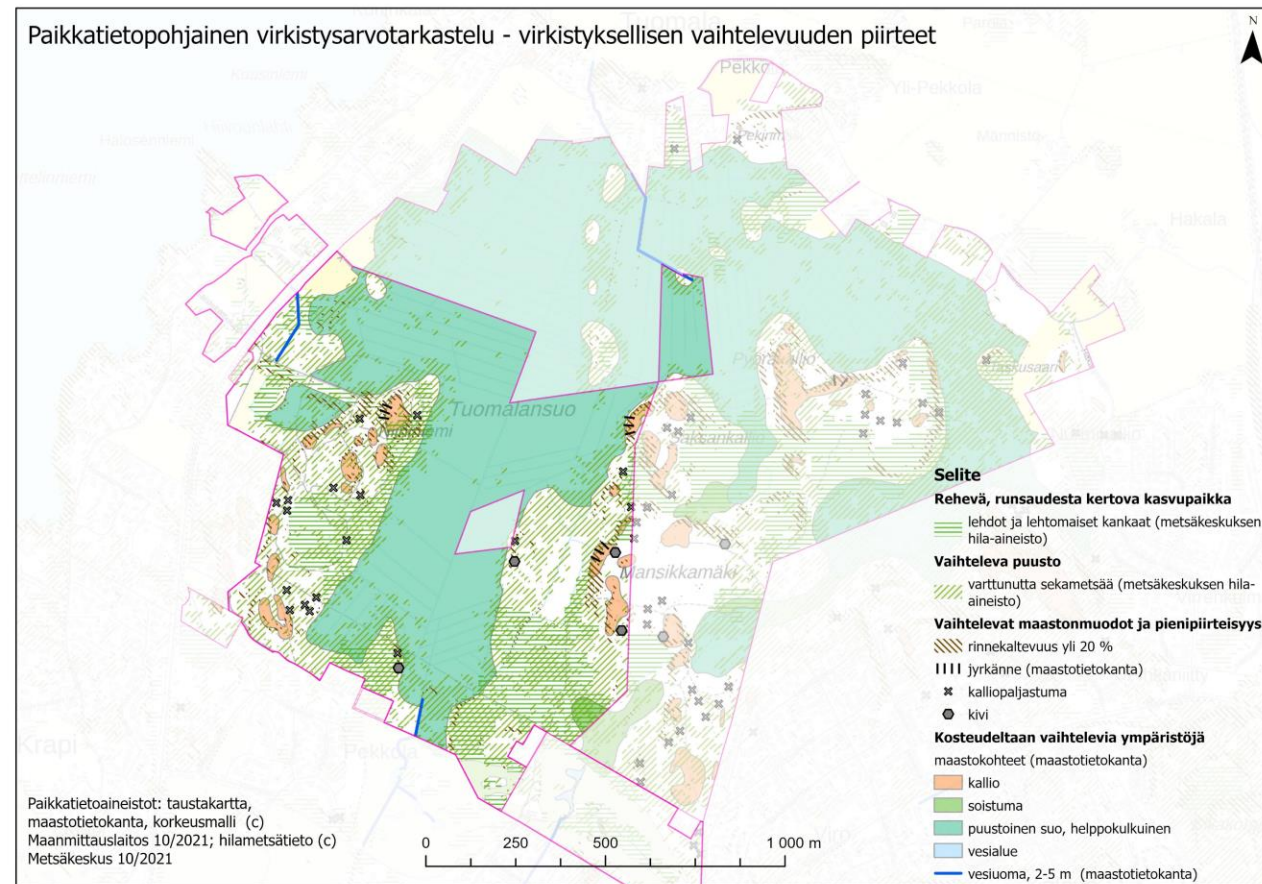 Paikkatietopohjainen virkistysarvotarkastelu - virkistyksellisen vaihtelevuuden piirteet
N
Tuomala
Yli-Pekkola
Männistö
Hakala
Tuomalansuo
Mansikkamäki
Krapi
Pekkola
Selite
Rehevä, runsaudesta kertova kasvupaikka
lehdot ja lehtomaiset kankaat (metsäkeskuksen
hila-aineisto)
Vaihteleva puusto
varttunutta sekametsää (metsäkeskuksen hila-
aineisto)
Vaihtelevat maastonmuodot ja pienipiirteisyys
rinnekaltevuus yli 20 %
jyrkänne (maastotietokanta)
kalliopaljastuma
kivi
Kosteudeltaan vaihtelevia ympäristöjä
maastokohteet (maastotietokanta)
kallio
soistuma
puustoinen suo, helppokulkuinen
vesialue
vesiuoma, 2-5 m (maastotietokanta)
Paikkatietoaineistot: taustakartta,
maastotietokanta, korkeusmalli (c)
Maanmittauslaitos 10/2021; hilametsätieto (c)
Metsäkeskus 10/2021
0 250 500 1 000 m